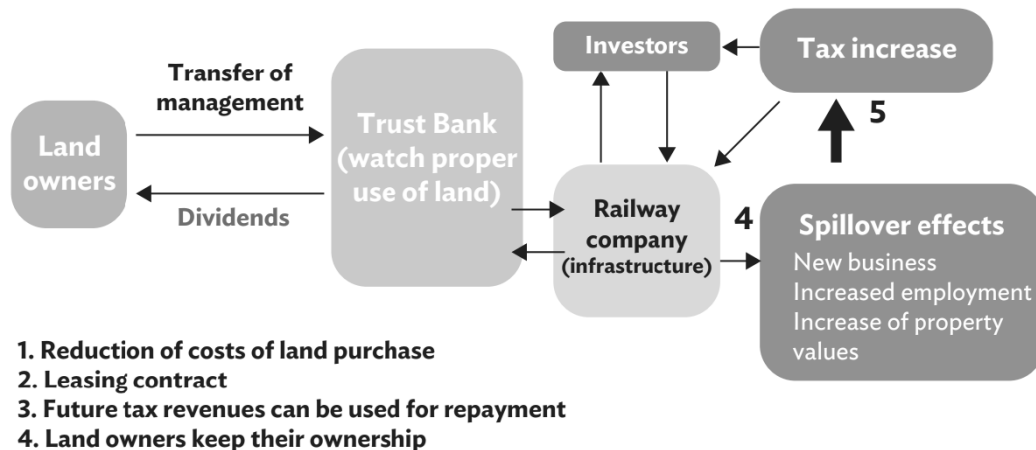 Investors
Tax increase
Transfer of
management
Land
owners
Trust Bank
(watch proper
use of land)
Dividends
Railway
company
(infrastructure)
5
4
Spillover effects
New business
Increased employment
Increase of property
values
1. Reduction of costs of land purchase
2. Leasing contract
3. Future tax revenues can be used for repayment
4. Land owners keep their ownership